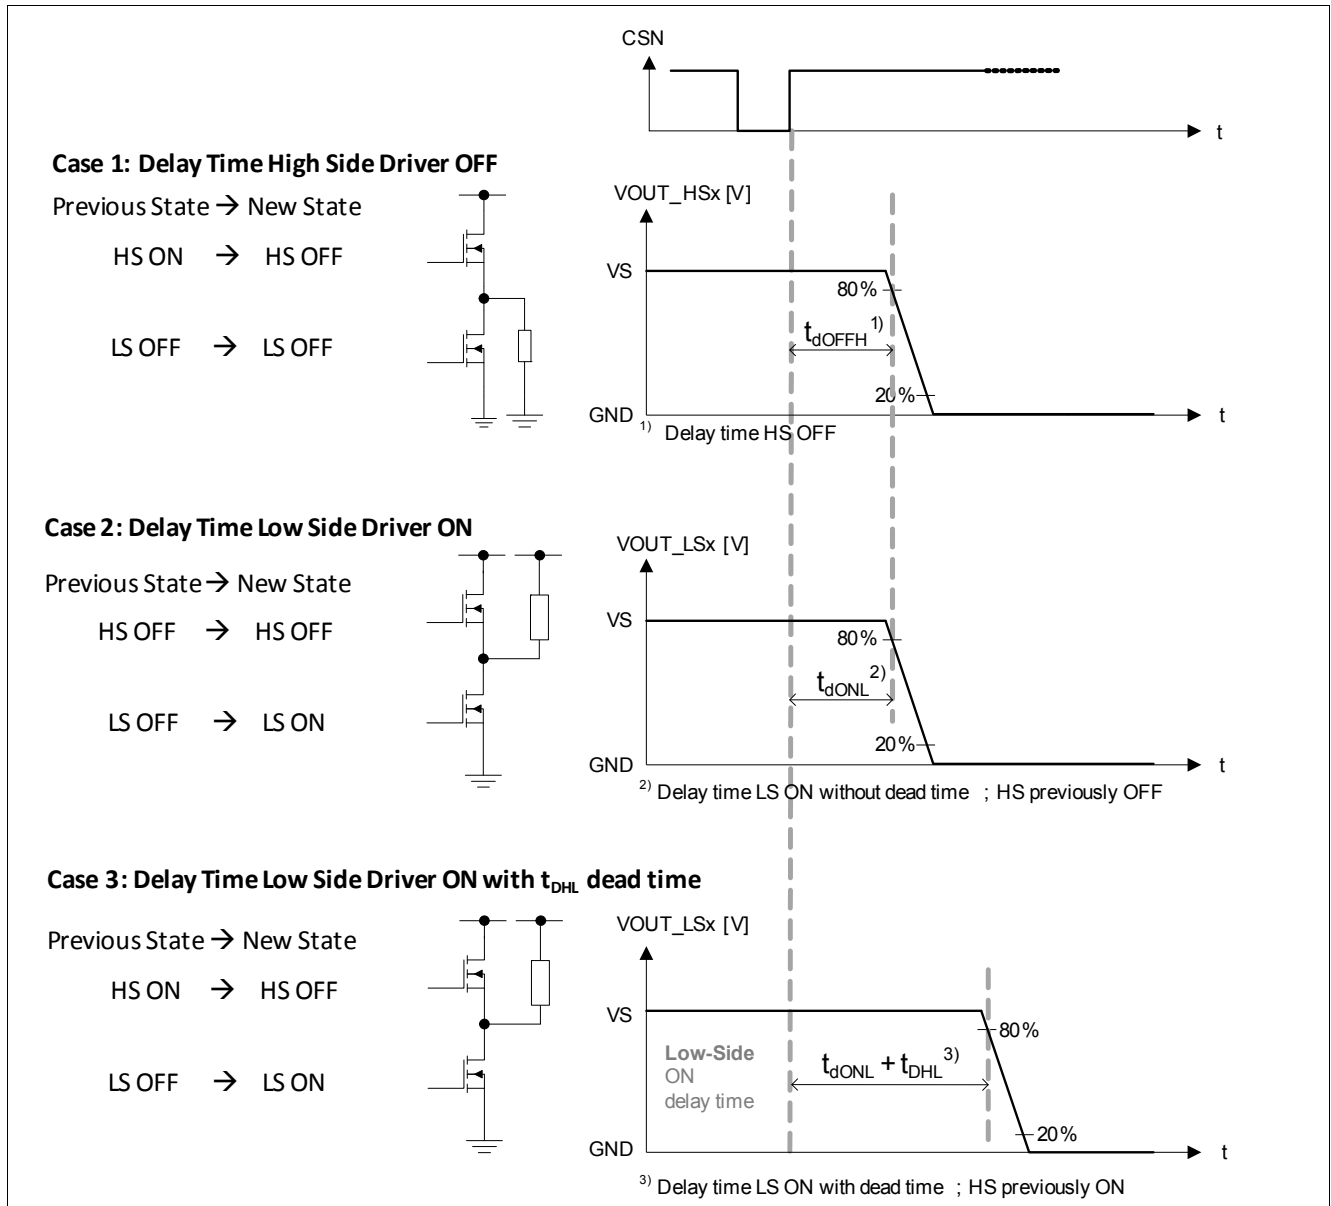 CSN
t
Case 1: Delay Time High Side Driver OFF
Previous State → New State
HS ON → HS OFF
LS OFF → LS OFF
VOUT_HSx [V]
VS
80%
tdOFFH 1)
20%
GND
t
1) Delay time HS OFF
Case 2: Delay Time Low Side Driver ON
Previous State → New State
HS OFF → HS OFF
LS OFF → LS ON
VOUT_LSx [V]
VS
80%
tdONL 2)
20%
GND
t
2) Delay time LS ON without dead time ; HS previously OFF
Case 3: Delay Time Low Side Driver ON with tDHL dead time
Previous State → New State
HS ON → HS OFF
LS OFF → LS ON
VOUT_LSx [V]
VS
80%
Low-Side
ON
delay time
tdONL + tDHL 3)
20%
GND
t
3) Delay time LS ON with dead time ; HS previously ON